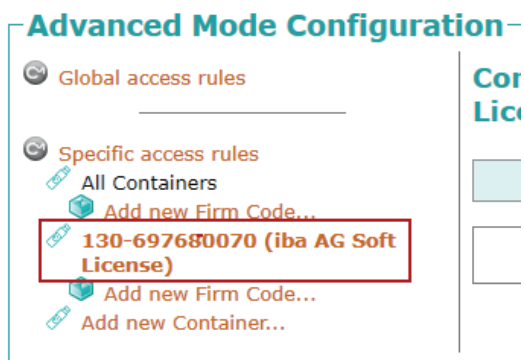 Advanced Mode Configurat
Global access rules
Specific access rules
All Containers
Add new Firm Code...
130-697680070 (iba AG Soft
License)
Add new Firm Code...
Add new Container...
Con
Lice